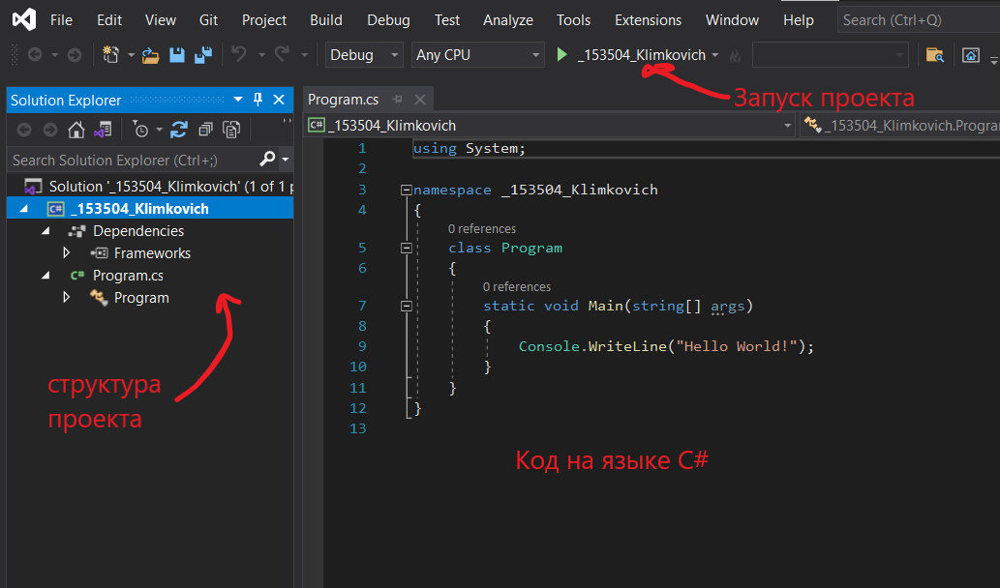 File Edit View Git Project Build Debug Test Analyze Tools Extensions Window Help Search (Ctrl+Q)
Debug Any CPU _153504_Klimkovich
Запуск проекта
Solution Explorer
Program.cs
_153504_Klimkovich _153504_Klimkovich.Progra
Search Solution Explorer (Ctrl+;)
Solution '_153504_Klimkovich' (1 of 1 p
_153504_Klimkovich
Dependencies
Frameworks
Program.cs
Program
структура
проекта
1 using System;
2
3 namespace _153504_Klimkovich
4 {
0 references
5 class Program
6 {
0 references
7 static void Main(string[] args)
8 {
9 Console.WriteLine("Hello World!");
10 }
11 }
12 }
13
Код на языке C#